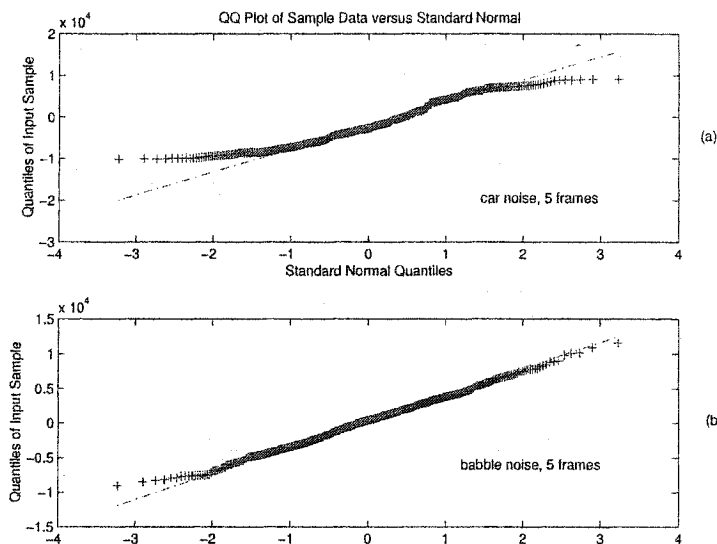 QQ Plot of Sample Data versus Standard Normal
x 10^4
2
1
0
−1
−2
−3
Quantiles of Input Sample
(a)
car noise, 5 frames
−4 −3 −2 −1 0 1 2 3 4
Standard Normal Quantiles
x 10^4
1.5
1
0.5
0
−0.5
−1
−1.5
Quantiles of Input Sample
(b
babble noise, 5 frames
−4 −3 −2 −1 0 1 2 3 4